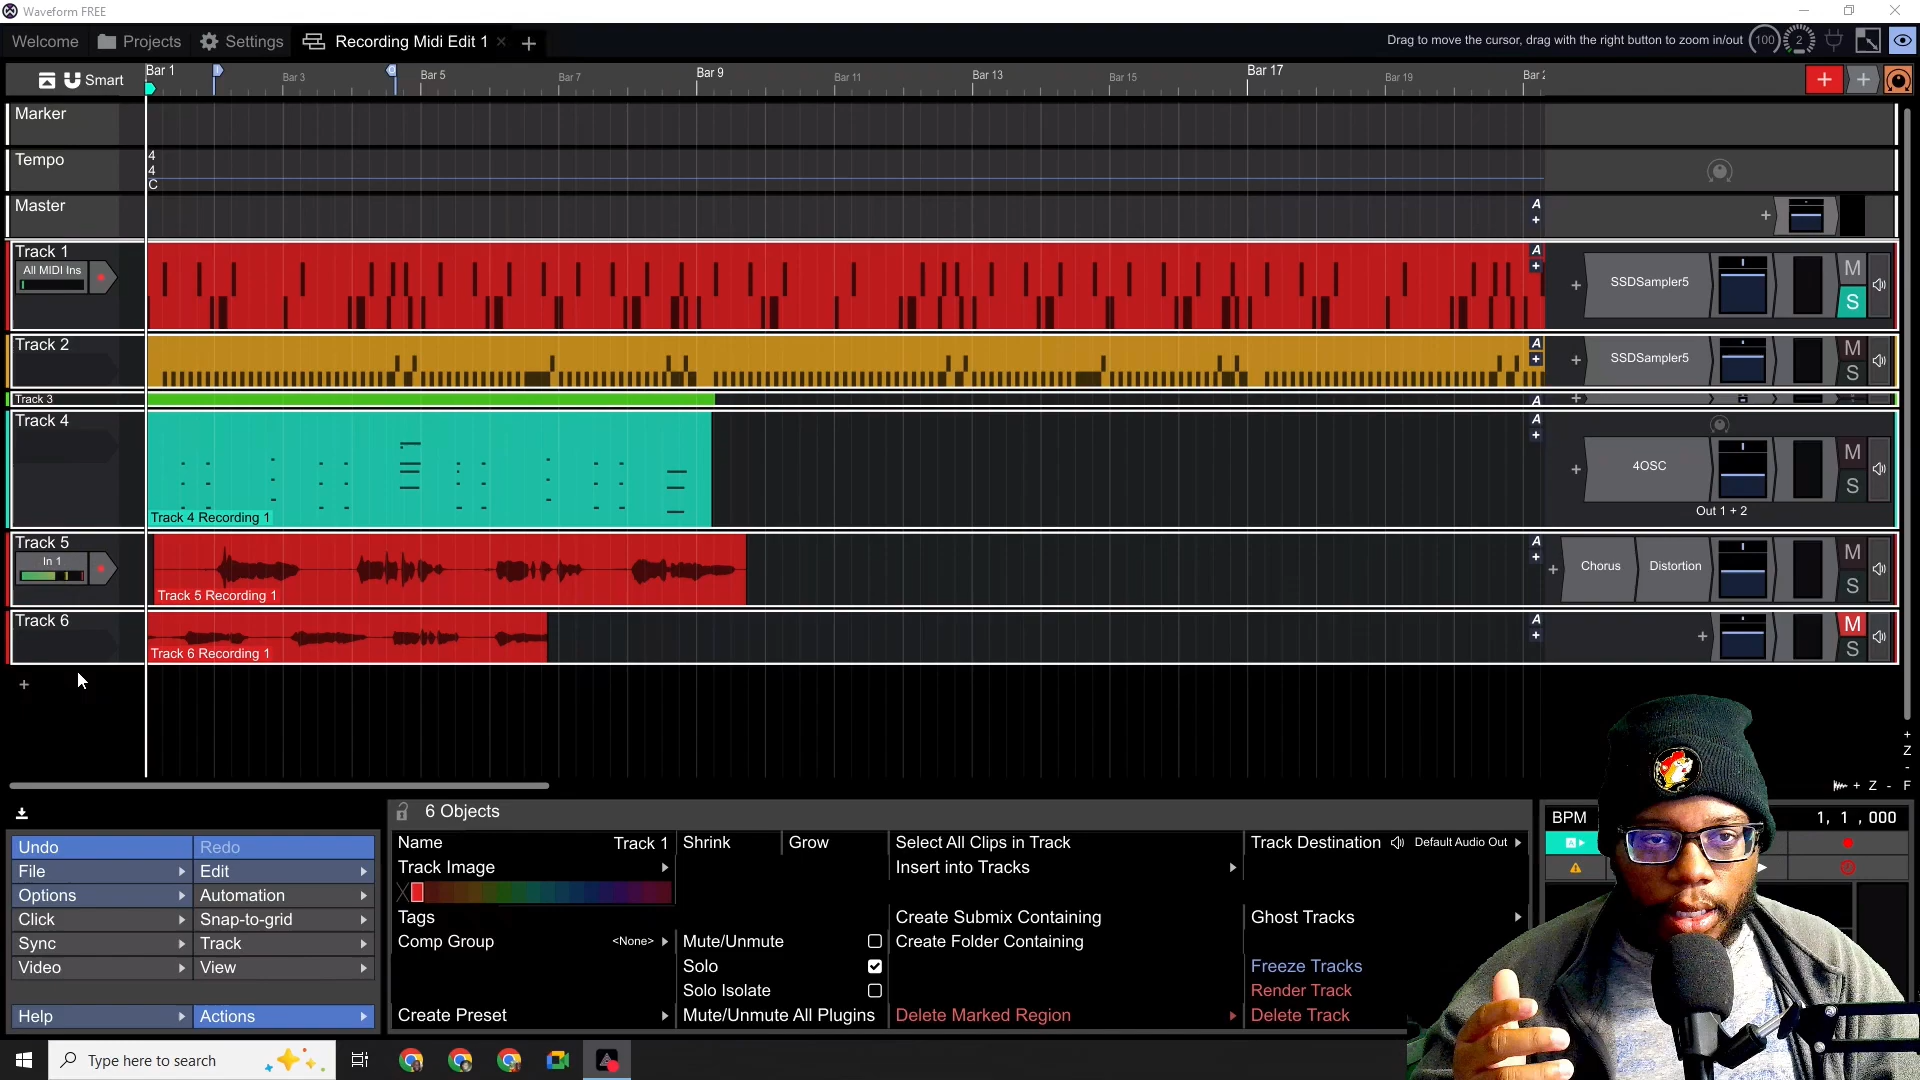 Waveform FREE
Welcome Projects Settings Recording Midi Edit 1
Drag to move the cursor, drag with the right button to zoom in/out 100 2
Smart Bar 1 Bar 3 Bar 5 Bar 7 Bar 9 Bar 11 Bar 13 Bar 15 Bar 17 Bar 19
Marker
Tempo 4
4
C
Master A
Track 1 A
All MIDI Ins SSDSampler5 M
S
Track 2 A SSDSampler5 M
S
Track 3 A
Track 4 A
4OSC M
S
Track 4 Recording 1 Out 1 + 2
Track 5 A
In 1 Chorus Distortion M
S
Track 5 Recording 1
Track 6 A M
Track 6 Recording 1 S
+ Z -
+ Z - F
6 Objects
BPM 1, 1 , 000
Undo Redo
File Edit
Options Automation
Click Snap-to-grid
Sync Track
Video View
Help Actions
Name Track 1 Shrink Grow Select All Clips in Track Track Destination Default Audio Out
Track Image Insert into Tracks
Tags Create Submix Containing Ghost Tracks
Comp Group <None> Mute/Unmute Create Folder Containing
Solo Freeze Tracks
Solo Isolate Render Track
Create Preset Mute/Unmute All Plugins Delete Marked Region Delete Track
Type here to search